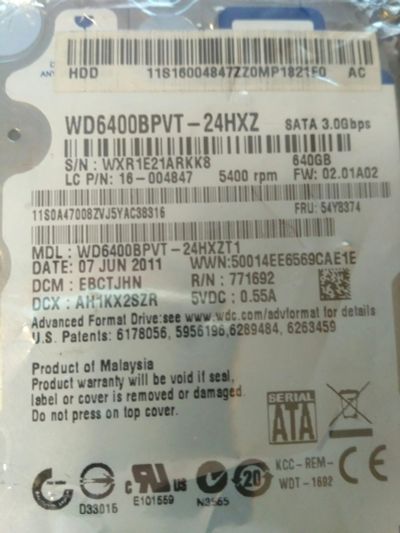 HDD 11S16004847ZZ0MP1821F0 AC
WD6400BPVT-24HXZ SATA 3.0Gbps
S/N: WXR1E21ARKK8 640GB
LC P/N: 16-004847 5400 rpm FW: 02.01A02
11S0A47008ZVJ5YAC38316 FRU: 54Y8374
MDL: WD6400BPVT-24HXZT1
DATE: 07 JUN 2011 WWN:50014EE6569CAE1E
DCM: EBCTJHN R/N: 771692
DCX: AH1KX2SZR 5VDC: 0.55A
Advanced Format Drive:see www.wdc.com/advformat for details
U.S. Patents: 6178056, 5956196,6289484, 6263459
Product of Malaysia
Product warranty will be void if seal,
label or cover is removed or damaged.
Do not press on top cover.
SERIAL
ATA
KCC-REM-
WDT-1692
CE
D33015
c RU US
E101559
N3565
20